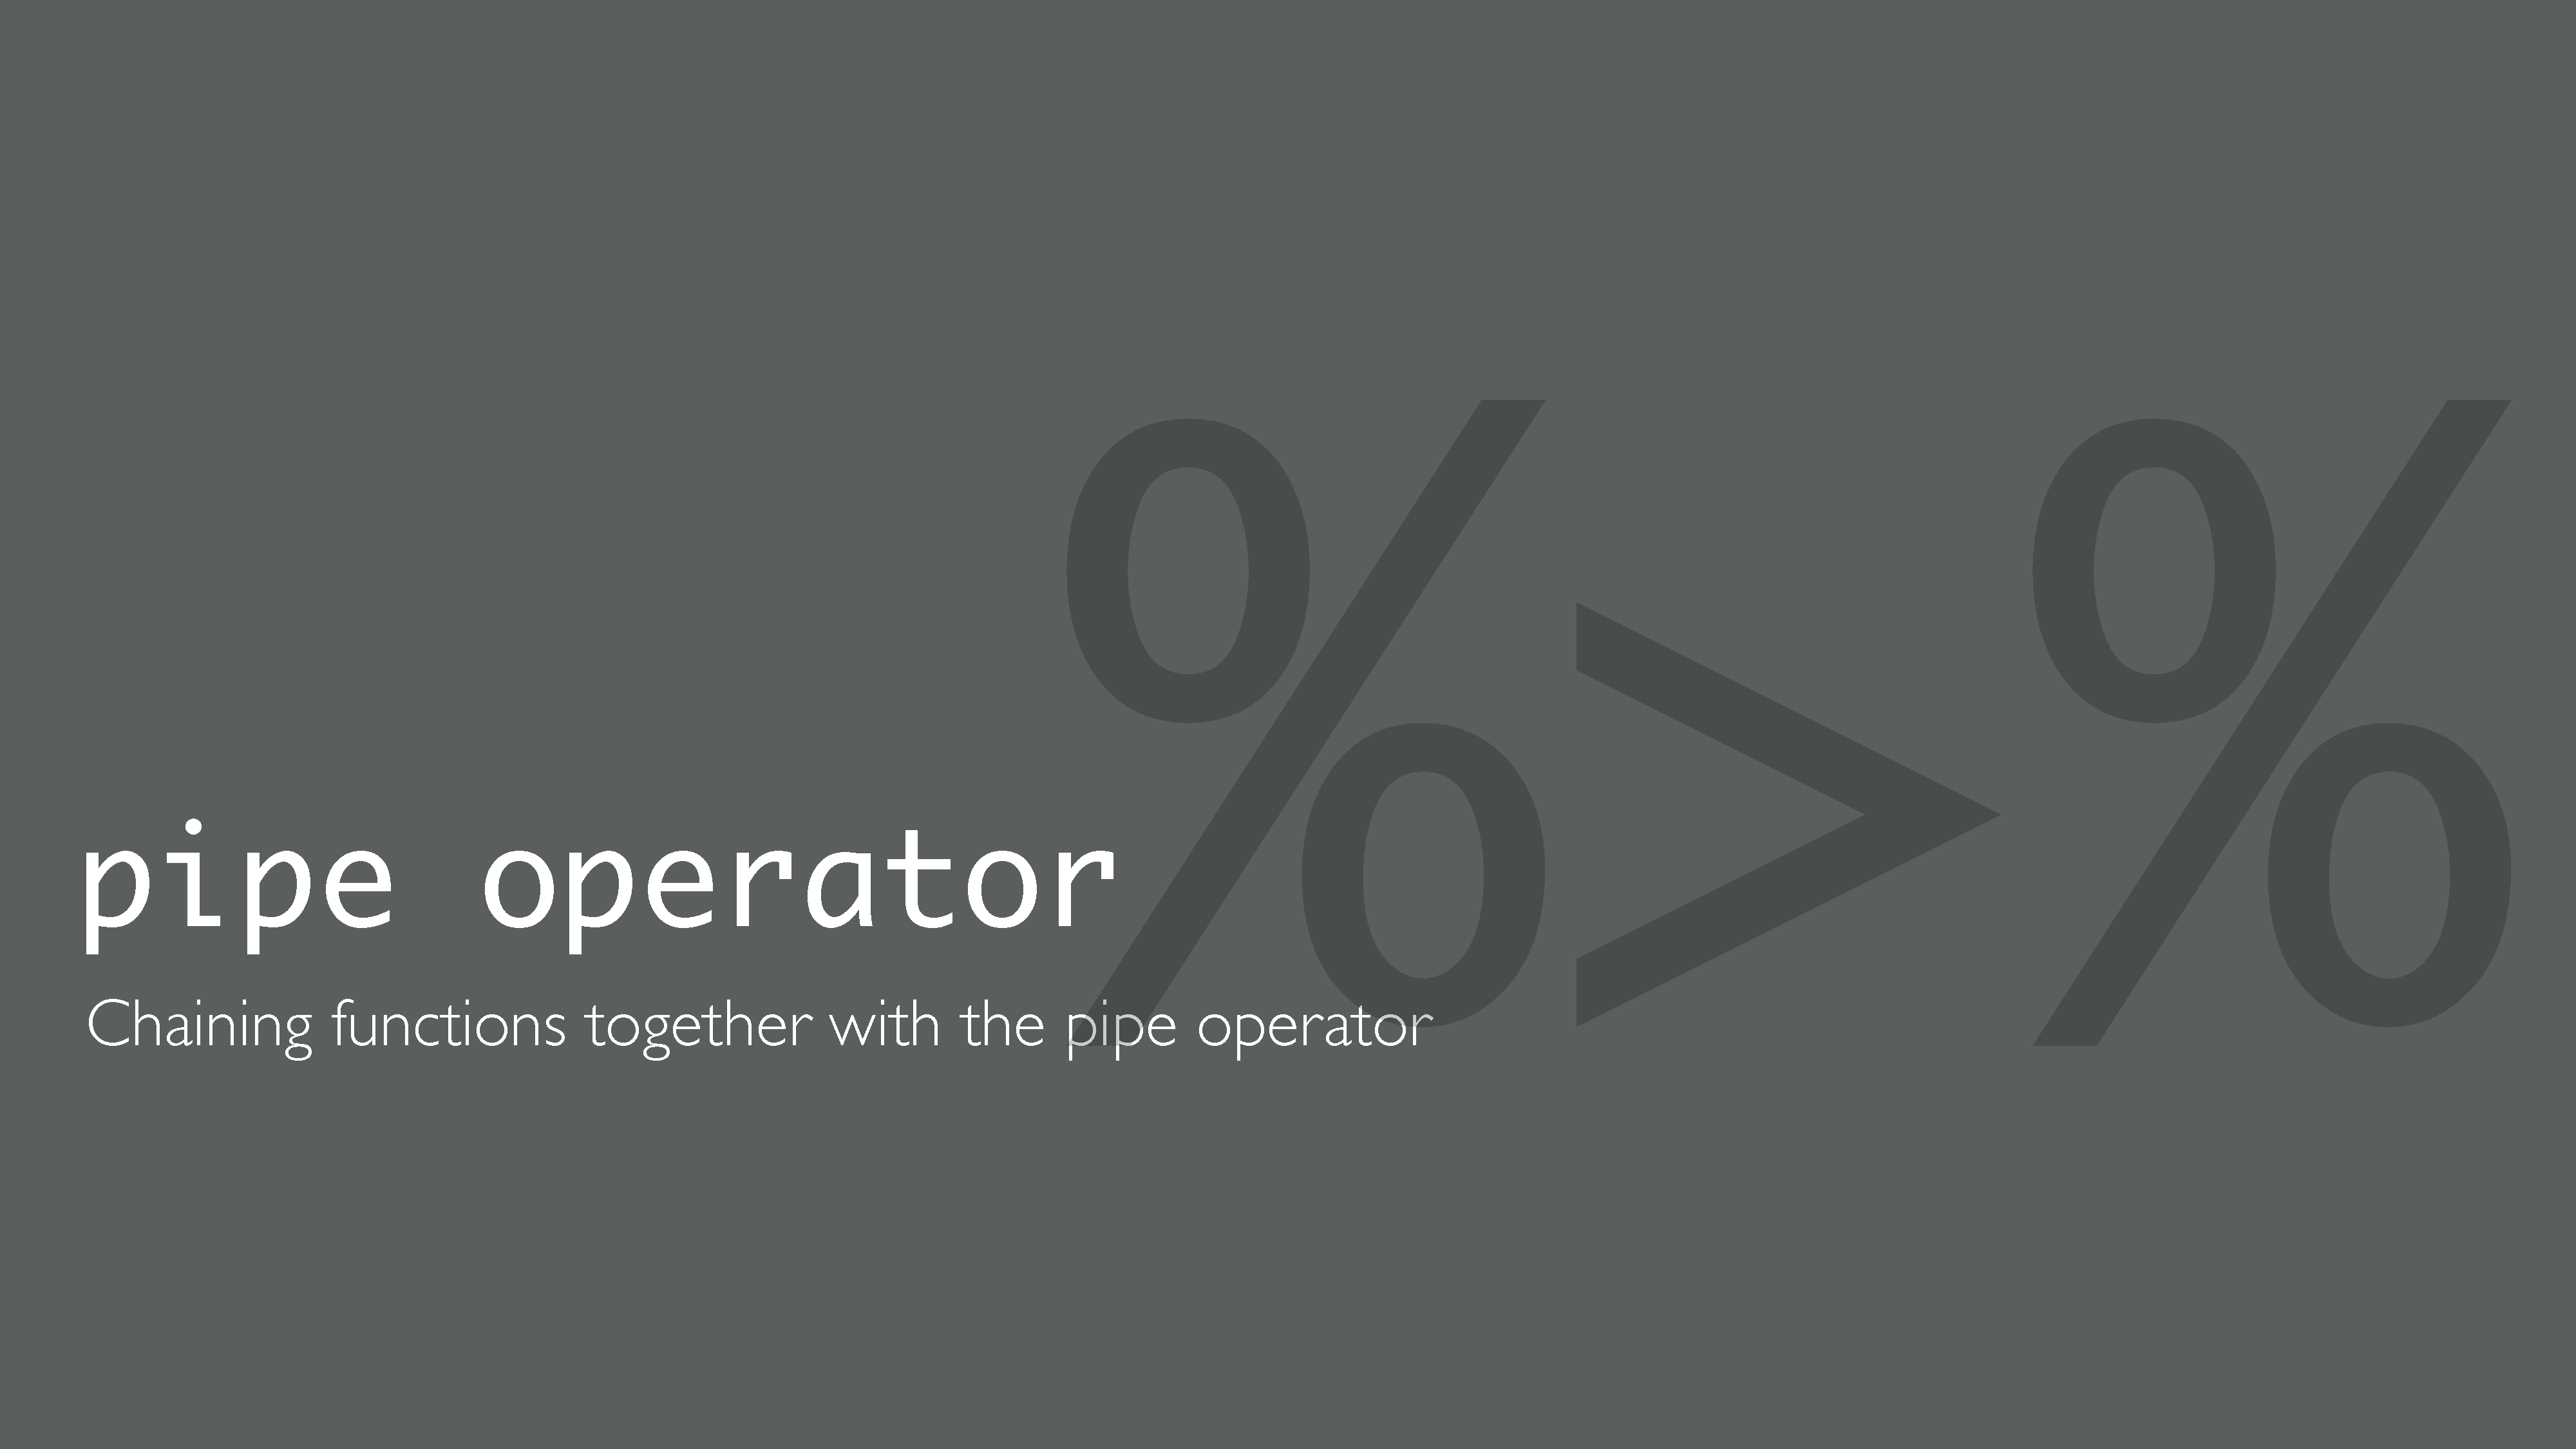 %>%
pipe operator
Chaining functions together with the pipe operator